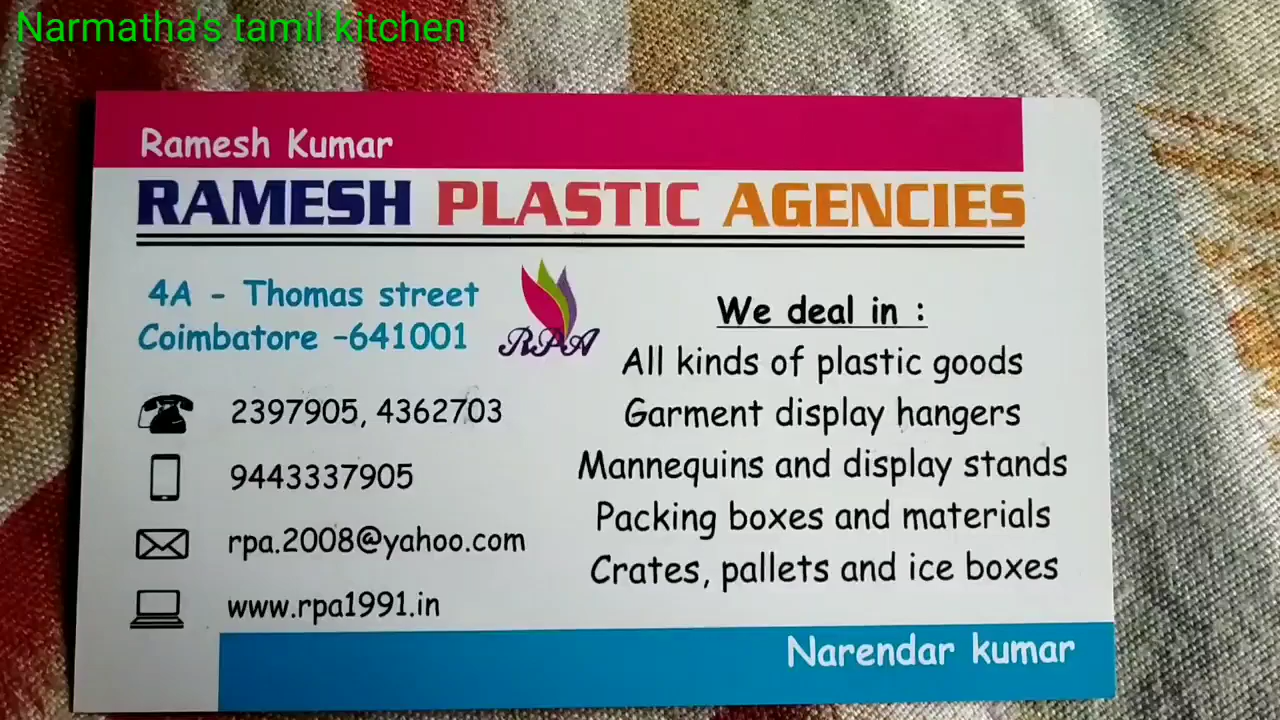 Narmatha's tamil kitchen
Ramesh Kumar
RAMESH PLASTIC AGENCIES
4A - Thomas street
Coimbatore -641001
RPA
2397905, 4362703
9443337905
rpa.2008@yahoo.com
www.rpa1991.in
We deal in :
All kinds of plastic goods
Garment display hangers
Mannequins and display stands
Packing boxes and materials
Crates, pallets and ice boxes
Narendar kumar